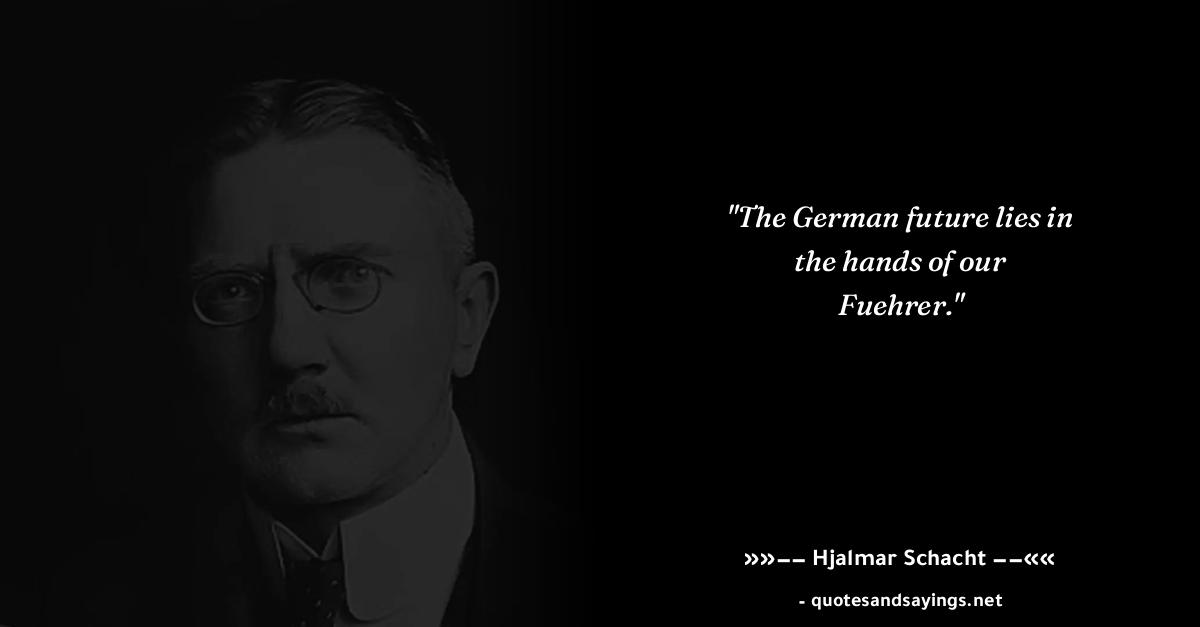 "The German future lies in
the hands of our
Fuehrer."
»»–– Hjalmar Schacht ––««
- quotesandsayings.net